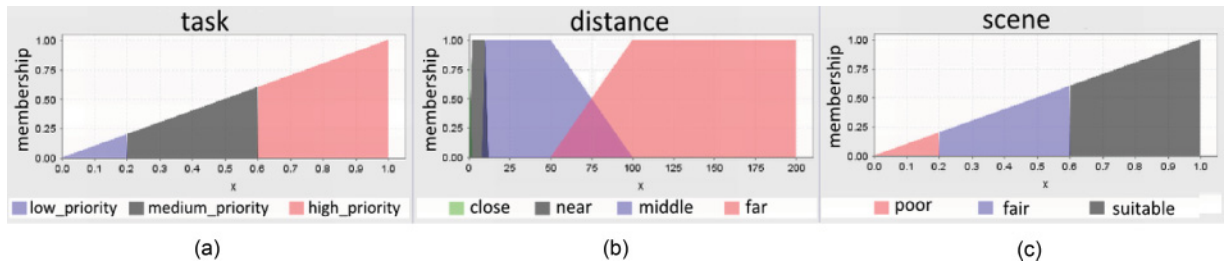 task
membership
1.00
0.75
0.50
0.25
0.00
0.0 0.1 0.2 0.3 0.4 0.5 0.6 0.7 0.8 0.9 1.0
x
low_priority medium_priority high_priority
(a)
distance
membership
1.00
0.75
0.50
0.25
0.00
0 25 50 75 100 125 150 175 200
x
close near middle far
(b)
scene
membership
1.00
0.75
0.50
0.25
0.00
0.0 0.1 0.2 0.3 0.4 0.5 0.6 0.7 0.8 0.9 1.0
x
poor fair suitable
(c)